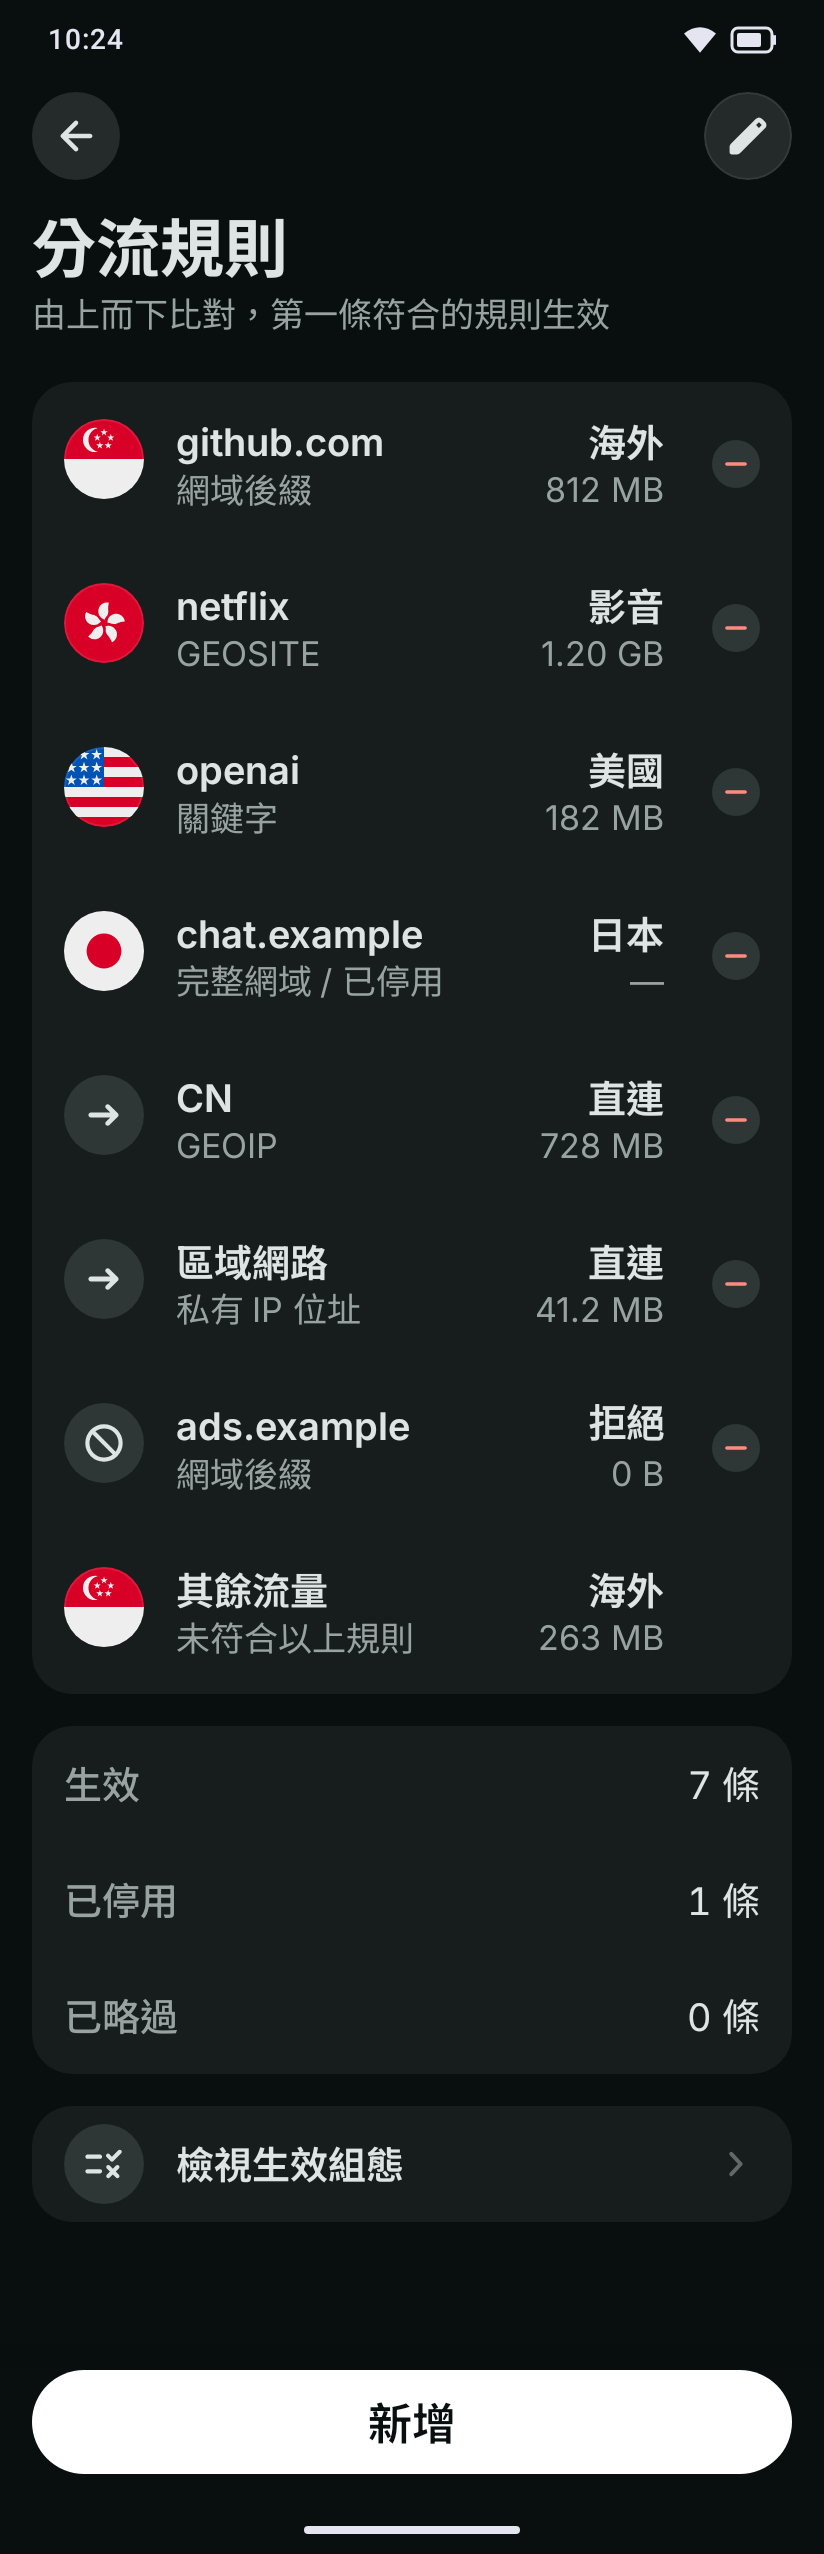 10:24
分流規則
由上而下比對，第一條符合的規則生效
github.com 海外
網域後綴 812 MB
netflix 影音
GEOSITE 1.20 GB
openai 美國
關鍵字 182 MB
chat.example 日本
完整網域 / 已停用 —
CN 直連
GEOIP 728 MB
區域網路 直連
私有 IP 位址 41.2 MB
ads.example 拒絕
網域後綴 0 B
其餘流量 海外
未符合以上規則 263 MB
生效 7 條
已停用 1 條
已略過 0 條
檢視生效組態
新增